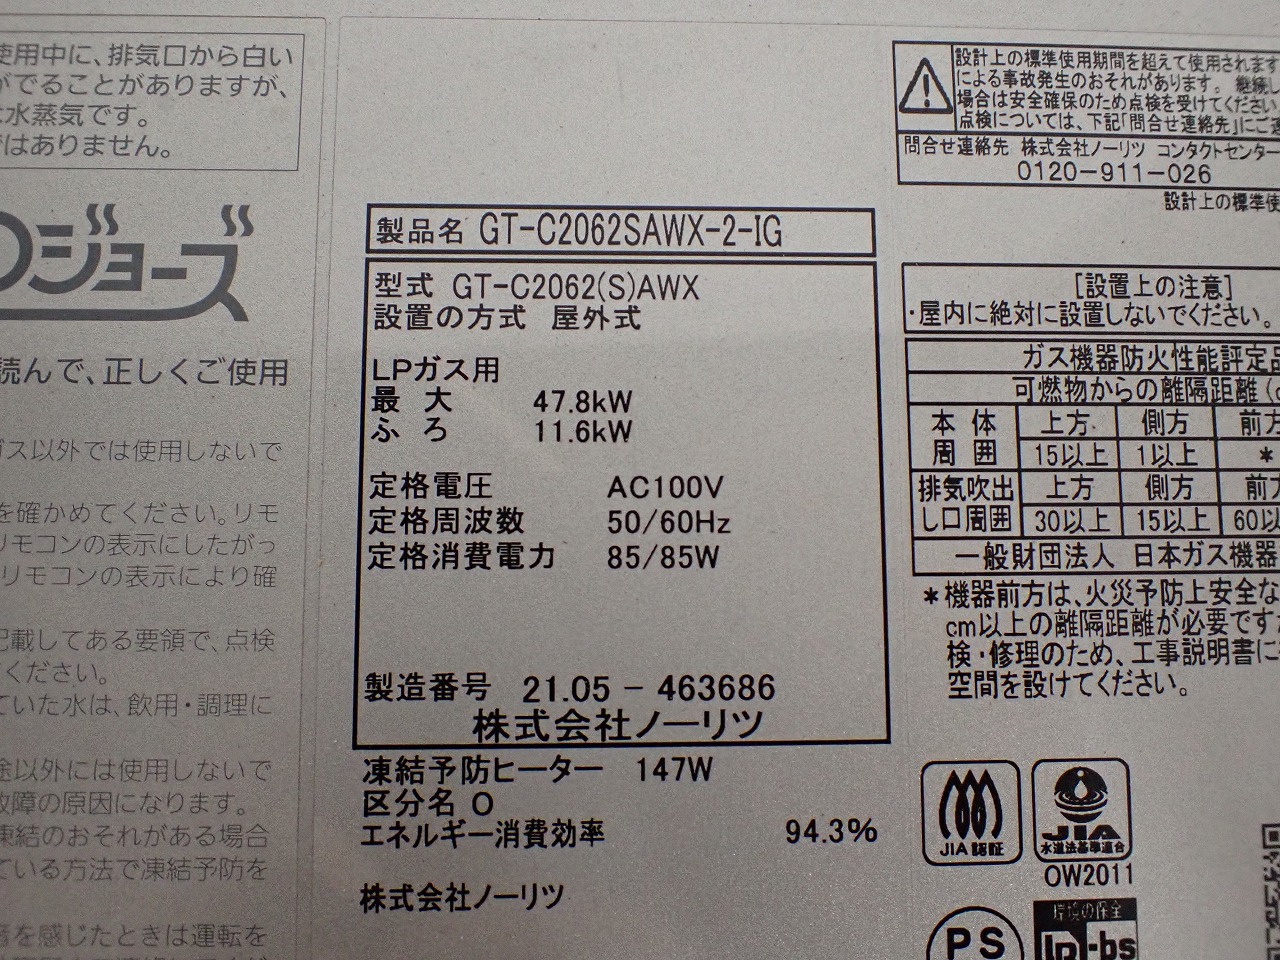 使用中に、排気口から白い
がでることがありますが、
水蒸気です。
ではありません。
ジョーズ
読んで、正しくご使用
ガス以外では使用しないで
を確かめてください。リモ
リモコンの表示にしたがっ
リモコンの表示により確
記載してある要領で、点検
ください。
ていた水は、飲用・調理に
途以外には使用しないで
故障の原因になります。
凍結のおそれがある場合
ている方法で凍結予防を
を感じたときは運転を
製品名 GT-C2062SAWX-2-IG
型式 GT-C2062(S)AWX
設置の方式 屋外式
LPガス用
最大 47.8kW
ふろ 11.6kW
定格電圧 AC100V
定格周波数 50/60Hz
定格消費電力 85/85W
製造番号 21.05 - 463686
株式会社ノーリツ
凍結予防ヒーター 147W
区分名 O
エネルギー消費効率 94.3%
株式会社ノーリツ
設計上の標準使用期間を超えて使用されます
による事故発生のおそれがあります。継続し
場合は安全確保のため点検を受けてください
点検については、下記「問合せ連絡先」にご連
問合せ連絡先 株式会社ノーリツ コンタクトセンター
0120-911-026
設計上の標準使
[設置上の注意]
・屋内に絶対に設置しないでください。
ガス機器防火性能評定品
可燃物からの離隔距離(c
本体周囲 上方 側方 前方
15以上 1以上 *
排気吹出し口周囲 上方 側方 前方
30以上 15以上 60以
一般財団法人 日本ガス機器
*機器前方は、火災予防上安全な
cm以上の離隔距離が必要ですが
検・修理のため、工事説明書に
空間を設けてください。
JIA認証
JIA
水道法基準適合
OW2011
PS
環境の保全
lp-bs